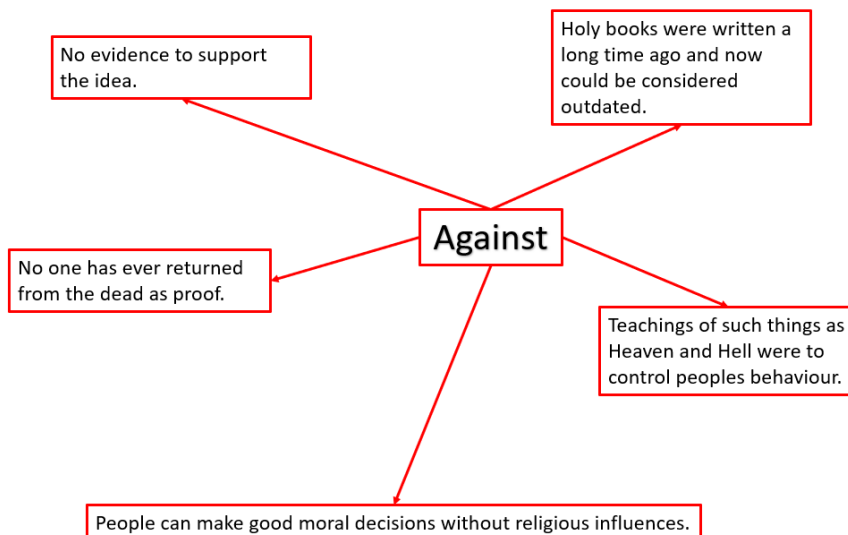 No evidence to support
the idea.
Holy books were written a
long time ago and now
could be considered
outdated.
Against
No one has ever returned
from the dead as proof.
Teachings of such things as
Heaven and Hell were to
control peoples behaviour.
People can make good moral decisions without religious influences.